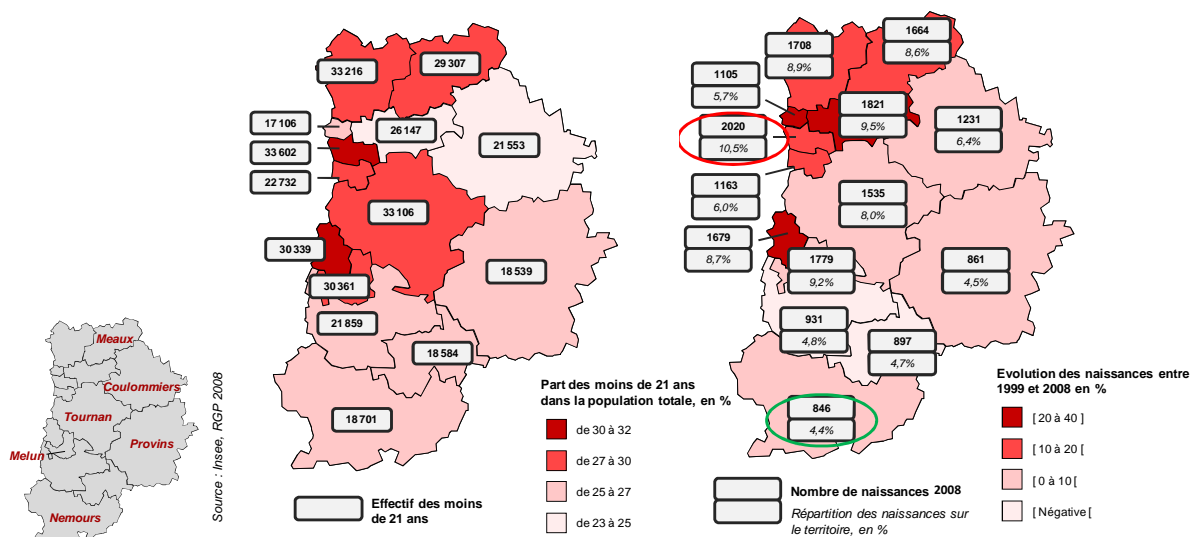 33 216
29 307
17 106
26 147
33 602
21 553
22 732
33 106
30 339
18 539
30 361
21 859
18 584
18 701
Meaux
Coulommiers
Tournan
Provins
Melun
Nemours
Source : Insee, RGP 2008
Part des moins de 21 ans
dans la population totale, en %
de 30 à 32
de 27 à 30
de 25 à 27
de 23 à 25
Effectif des moins
de 21 ans
1664
8,6%
1708
8,9%
1105
5,7%
1821
9,5%
2020
10,5%
1231
6,4%
1163
6,0%
1535
8,0%
1679
8,7%
1779
9,2%
861
4,5%
931
4,8%
897
4,7%
846
4,4%
Evolution des naissances entre
1999 et 2008 en %
[ 20 à 40 ]
[ 10 à 20 [
[ 0 à 10 [
[ Négative [
Nombre de naissances 2008
Répartition des naissances sur
le territoire, en %